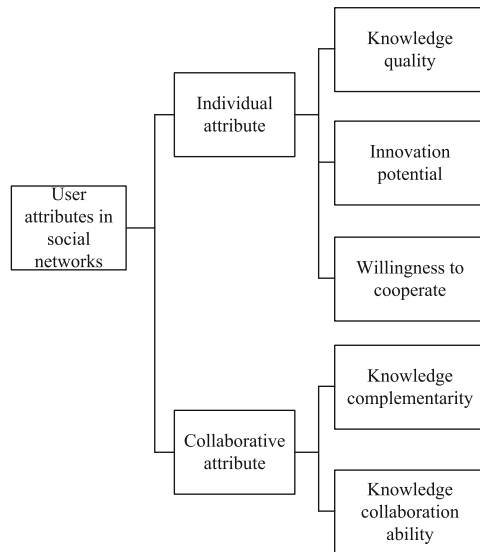 User
attributes in
social
networks
Individual
attribute
Knowledge
quality
Innovation
potential
Willingness to
cooperate
Collaborative
attribute
Knowledge
complementarity
Knowledge
collaboration
ability